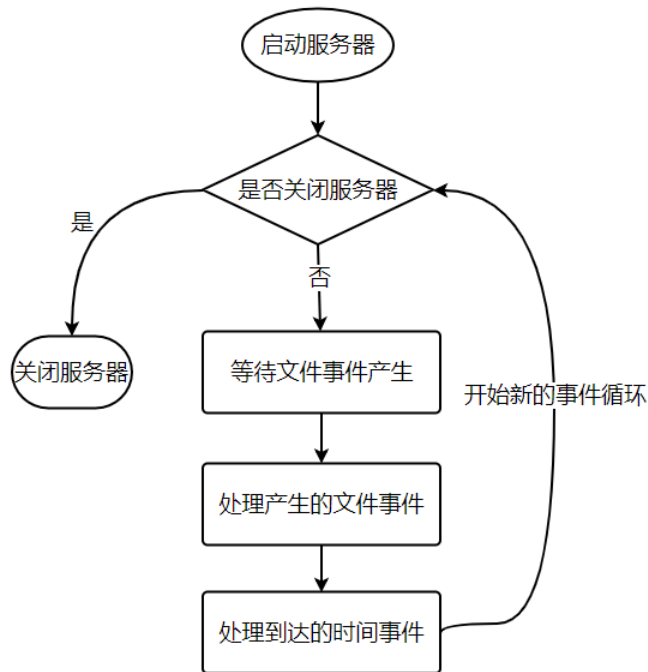 启动服务器
是否关闭服务器
是
否
关闭服务器
等待文件事件产生
开始新的事件循环
处理产生的文件事件
处理到达的时间事件